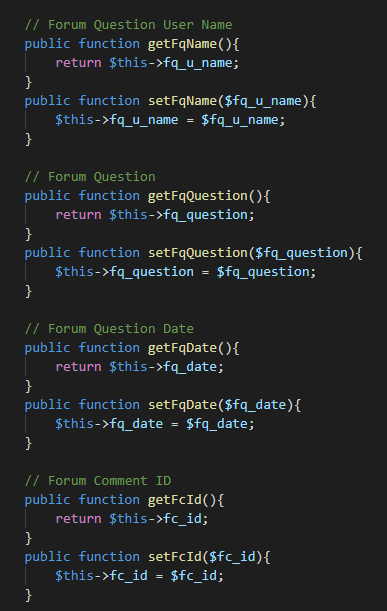 // Forum Question User Name
public function getFqName(){
    return $this->fq_u_name;
}
public function setFqName($fq_u_name){
    $this->fq_u_name = $fq_u_name;
}

// Forum Question
public function getFqQuestion(){
    return $this->fq_question;
}
public function setFqQuestion($fq_question){
    $this->fq_question = $fq_question;
}

// Forum Question Date
public function getFqDate(){
    return $this->fq_date;
}
public function setFqDate($fq_date){
    $this->fq_date = $fq_date;
}

// Forum Comment ID
public function getFcId(){
    return $this->fc_id;
}
public function setFcId($fc_id){
    $this->fc_id = $fc_id;
}